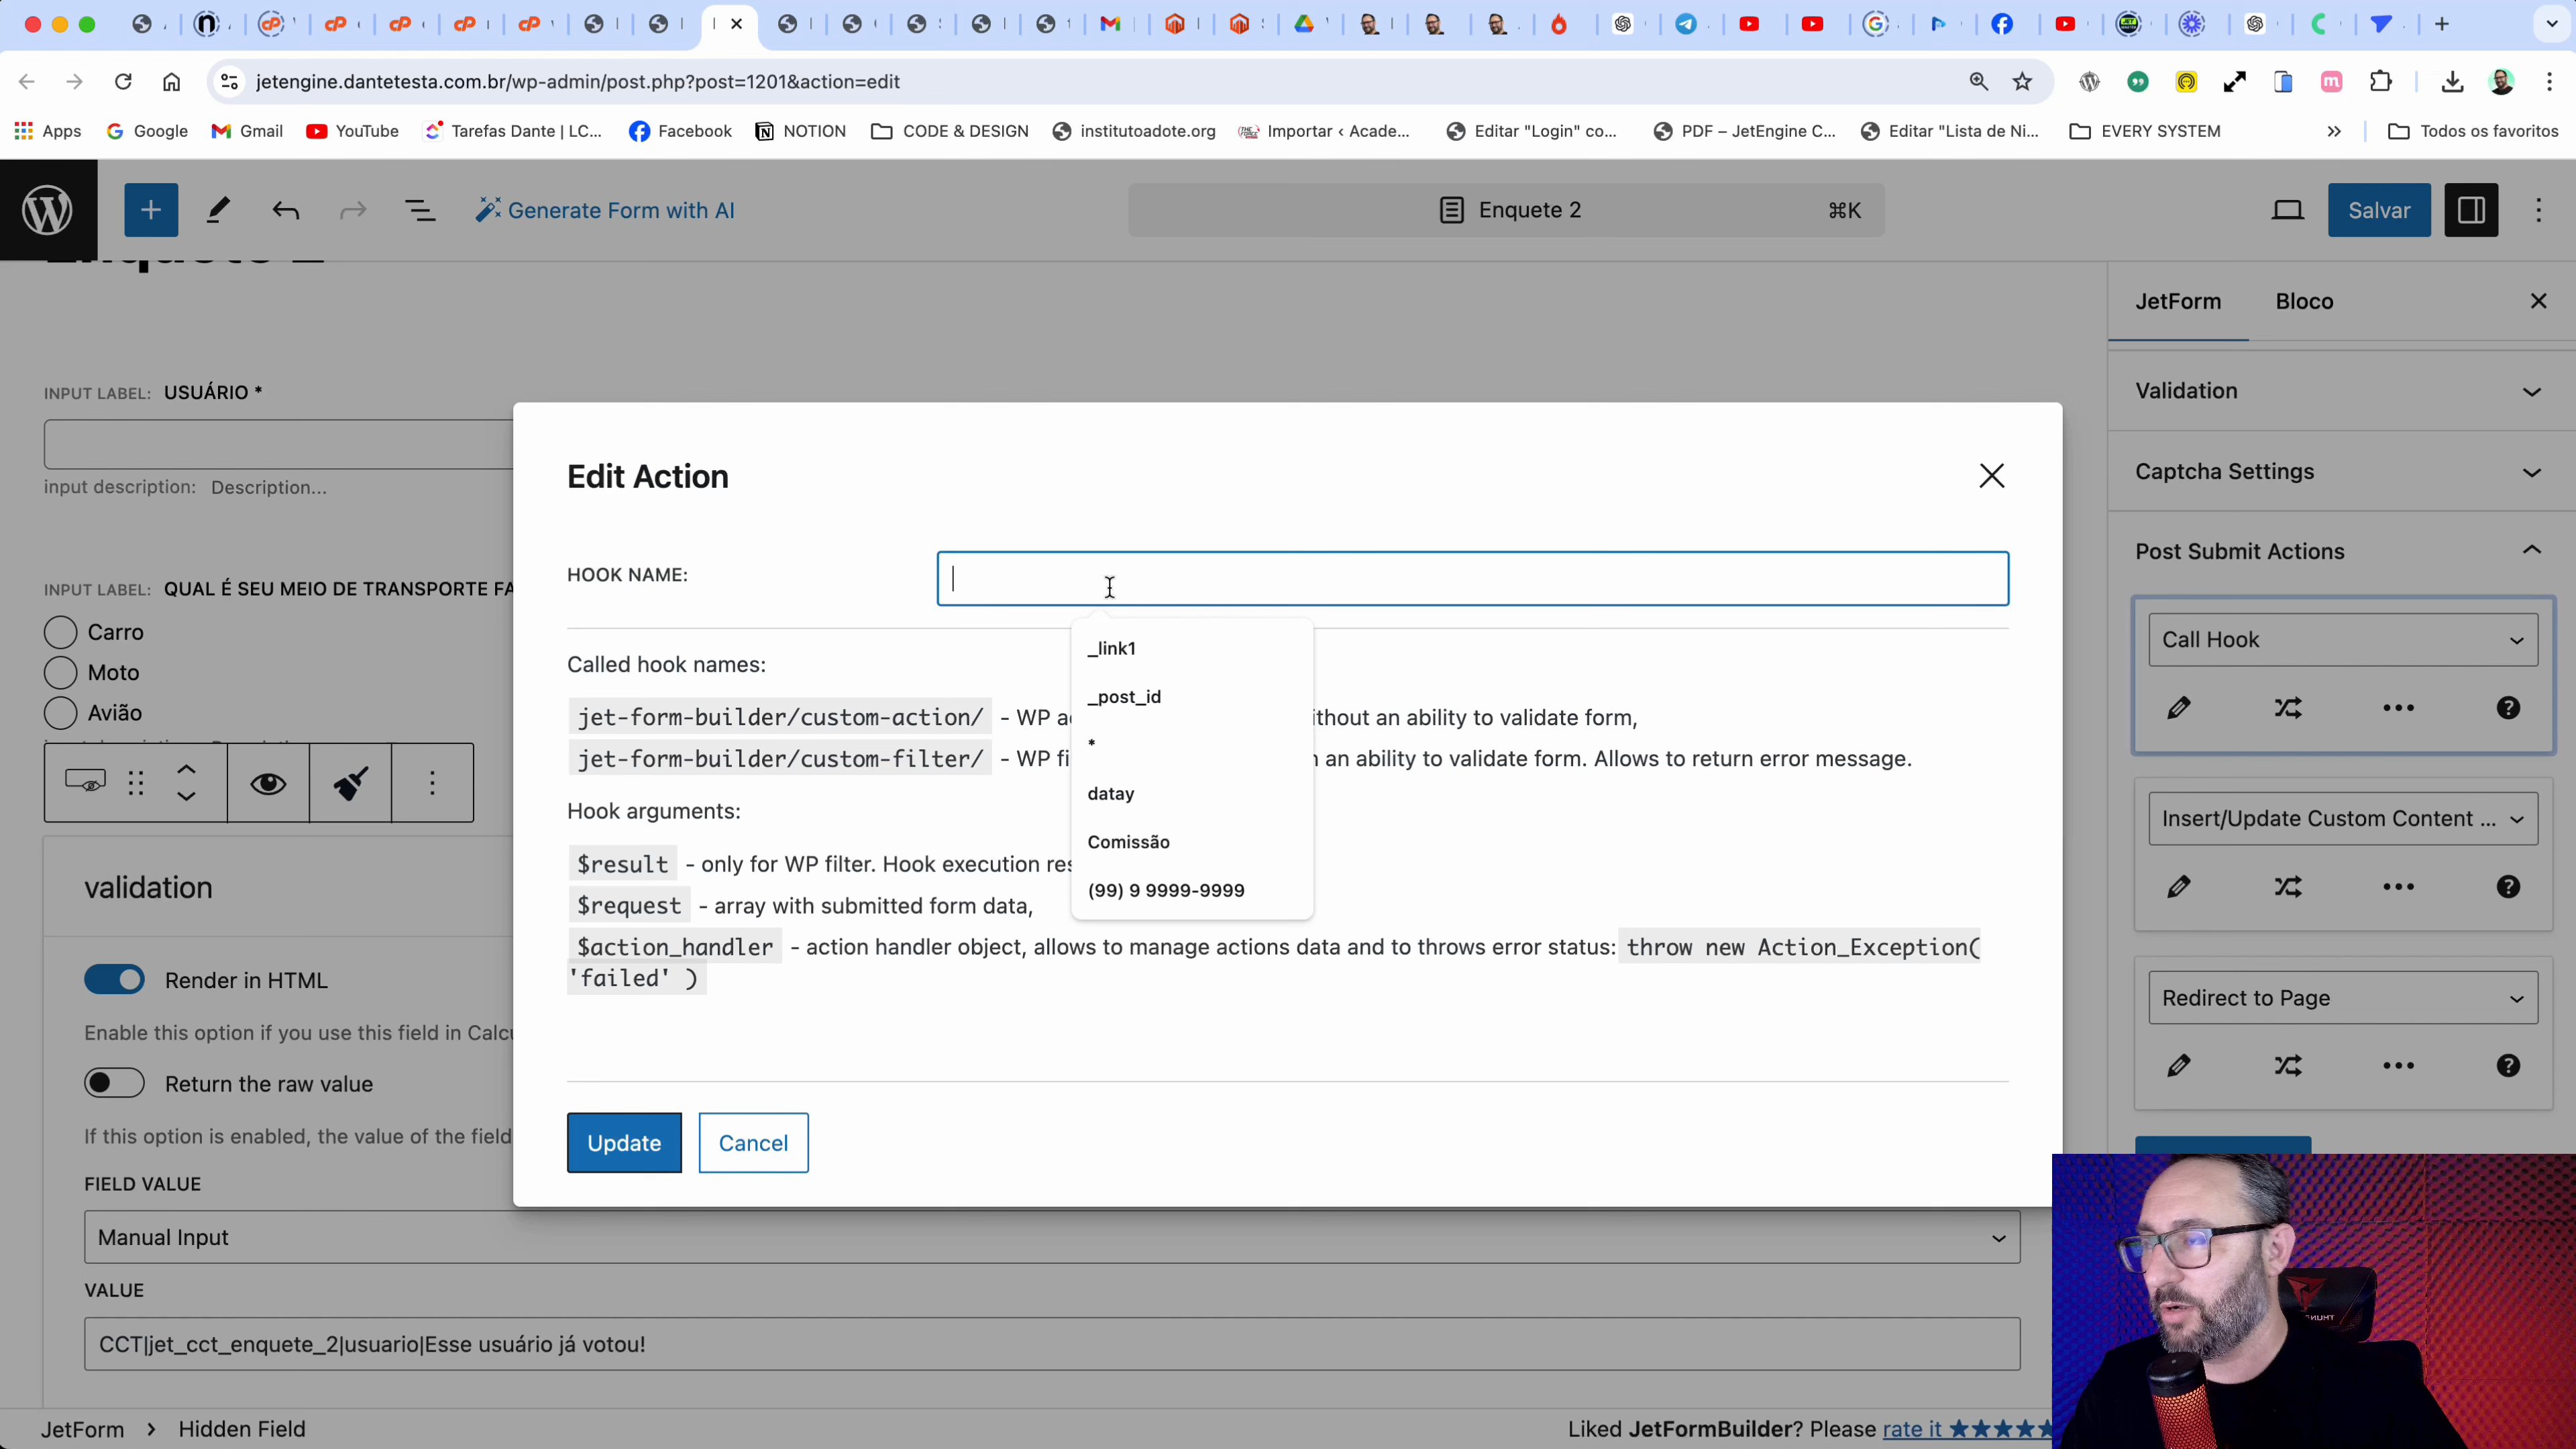 jetengine.dantetesta.com.br/wp-admin/post.php?post=1201&action=edit
Apps
Google
Gmail
YouTube
Tarefas Dante | LC...
Facebook
NOTION
CODE & DESIGN
institutoadote.org
Importar ‹ Acade...
Editar "Login" co...
PDF – JetEngine C...
Editar "Lista de Ni...
EVERY SYSTEM
»
Todos os favoritos
Generate Form with AI
Enquete 2
⌘K
Salvar
Enquete 2
INPUT LABEL: USUÁRIO *
input description: Description...
INPUT LABEL: QUAL É SEU MEIO DE TRANSPORTE FA
Carro
Moto
Avião
validation
Render in HTML
Enable this option if you use this field in Calcu
Return the raw value
If this option is enabled, the value of the field
FIELD VALUE
Manual Input
VALUE
CCT|jet_cct_enquete_2|usuario|Esse usuário já votou!
JetForm › Hidden Field
Liked JetFormBuilder? Please rate it ★★★★★
Edit Action
HOOK NAME:
Called hook names:
jet-form-builder/custom-action/ - WP a ithout an ability to validate form,
jet-form-builder/custom-filter/ - WP fi an ability to validate form. Allows to return error message.
Hook arguments:
$result - only for WP filter. Hook execution res
$request - array with submitted form data,
$action_handler - action handler object, allows to manage actions data and to throws error status: throw new Action_Exception(
'failed' )
_link1
_post_id
*
datay
Comissão
(99) 9 9999-9999
Update
Cancel
JetForm
Bloco
Validation
Captcha Settings
Post Submit Actions
Call Hook
Insert/Update Custom Content ...
Redirect to Page